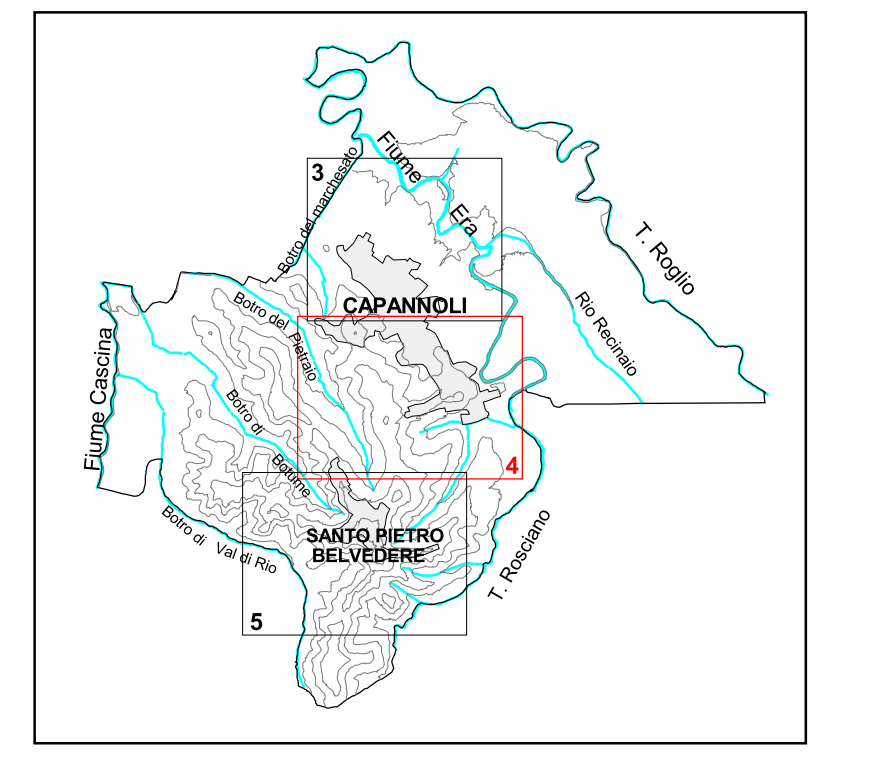 Fiume
Era
3
Botro del marchesato
T. Roglio
Rio Recinaio
CAPANNOLI
Botro del Pietraio
Fiume Cascina
Botro di
Botume
4
SANTO PIETRO
BELVEDERE
Botro di Val di Rio
T. Rosciano
5